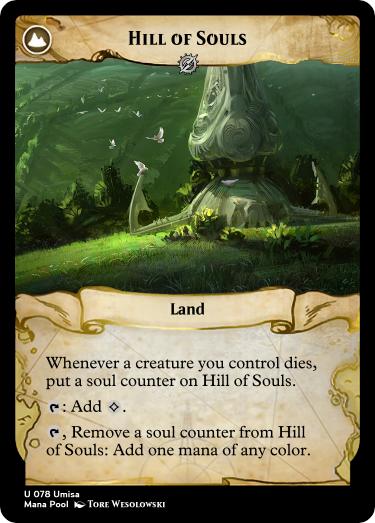 HILL OF SOULS
Land
Whenever a creature you control dies,
put a soul counter on Hill of Souls.
: Add .
, Remove a soul counter from Hill
of Souls: Add one mana of any color.
U 078 Umisa
Mana Pool TORE WESOLOWSKI